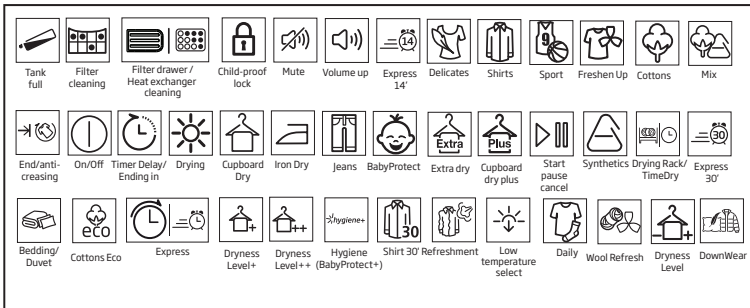 14
9
Tank full
Filter cleaning
Filter drawer / Heat exchanger cleaning
Child-proof lock
Mute
Volume up
Express 14'
Delicates
Shirts
Sport
Freshen Up
Cottons
Mix
30
Extra
Plus
End/anti-creasing
On/Off
Timer Delay/ Ending in
Drying
Cupboard Dry
Iron Dry
Jeans
BabyProtect
Extra dry
Cupboard dry plus
Start pause cancel
Synthetics
Drying Rack/ TimeDry
Express 30'
eco
+
++
hygiene+
30
- +
Bedding/ Duvet
Cottons Eco
Express
Dryness Level+
Dryness Level++
Hygiene (BabyProtect+)
Shirt 30'
Refreshment
Low temperature select
Daily
Wool Refresh
Dryness Level
DownWear